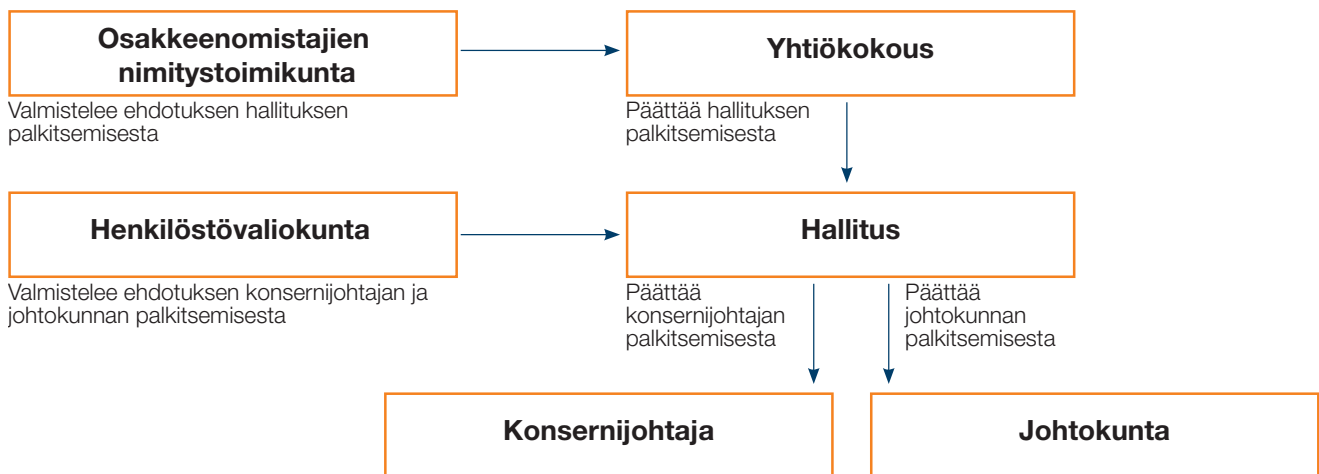 Osakkeenomistajien
nimitystoimikunta
Valmistelee ehdotuksen hallituksen
palkitsemisesta
Yhtiökokous
Päättää hallituksen
palkitsemisesta
Henkilöstövaliokunta
Valmistelee ehdotuksen konsernijohtajan ja
johtokunnan palkitsemisesta
Hallitus
Päättää
konsernijohtajan
palkitsemisesta
Päättää
johtokunnan
palkitsemisesta
Konsernijohtaja
Johtokunta